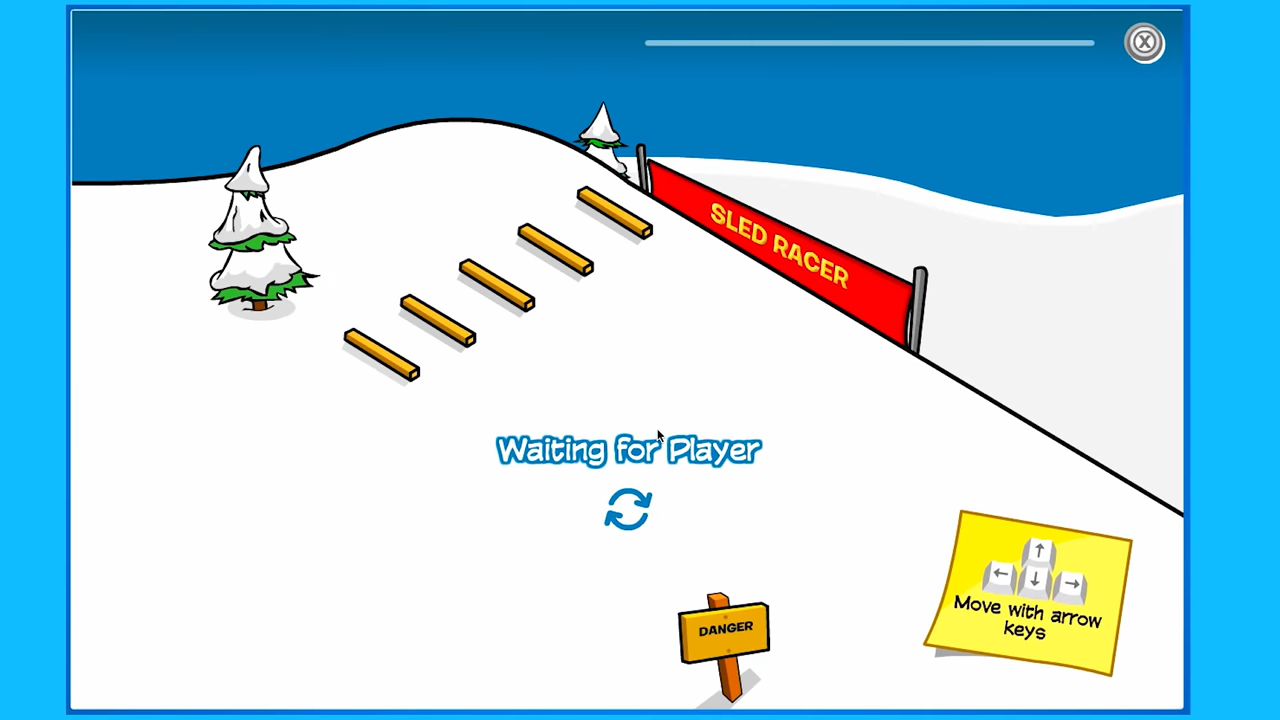 SLED RACER
Waiting for Player
DANGER
Move with arrow
keys